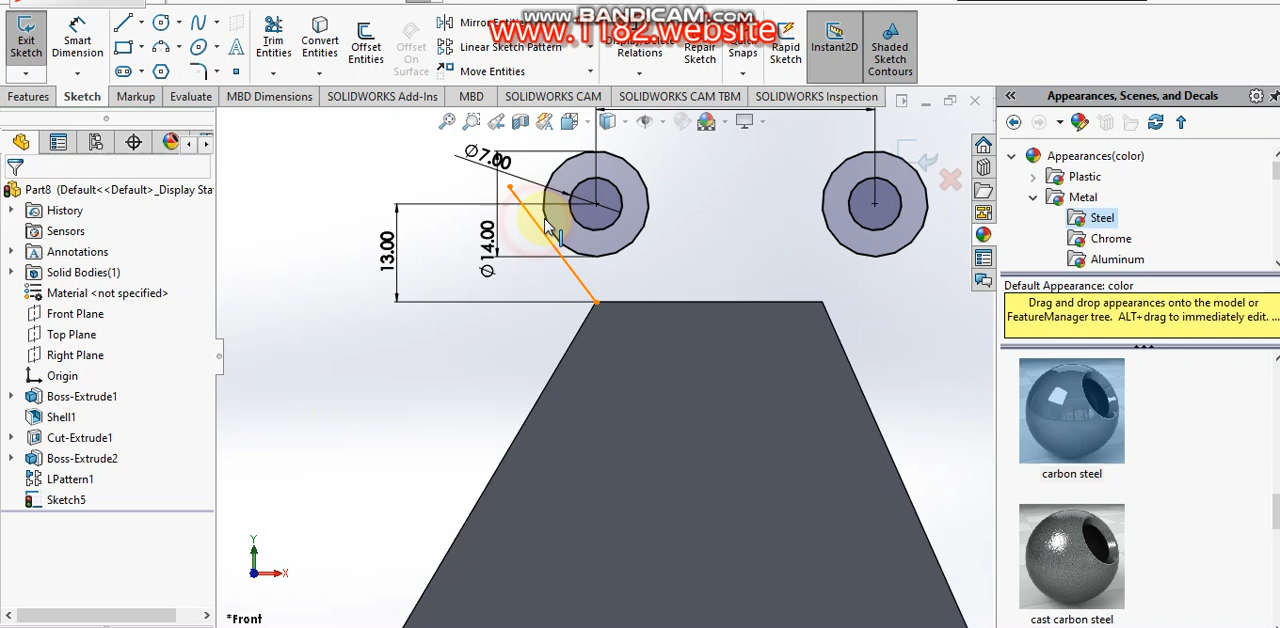 www.BANDICAM.com
www.1182.website
Exit Sketch
Smart Dimension
Trim Entities
Convert Entities
Offset Entities
Offset On Surface
Mirror Entities
Linear Sketch Pattern
Move Entities
Display/Delete Relations
Repair Sketch
Quick Snaps
Rapid Sketch
Instant2D
Shaded Sketch Contours
Features
Sketch
Markup
Evaluate
MBD Dimensions
SOLIDWORKS Add-Ins
MBD
SOLIDWORKS CAM
SOLIDWORKS CAM TBM
SOLIDWORKS Inspection
Part8 (Default<<Default>_Display Sta
History
Sensors
Annotations
Solid Bodies(1)
Material <not specified>
Front Plane
Top Plane
Right Plane
Origin
Boss-Extrude1
Shell1
Cut-Extrude1
Boss-Extrude2
LPattern1
Sketch5
Ø7.00
Ø 14.00
13.00
Y
X
*Front
Appearances, Scenes, and Decals
Appearances(color)
Plastic
Metal
Steel
Chrome
Aluminum
Default Appearance: color
Drag and drop appearances onto the model or
FeatureManager tree. ALT+drag to immediately edit. ...
carbon steel
cast carbon steel